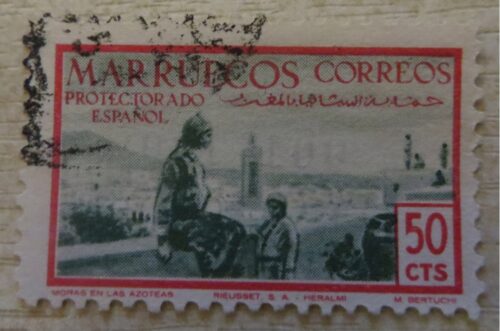 MARRUECOS CORREOS
PROTECTORADO
ESPAÑOL
50
CTS
MORAS EN LAS AZOTEAS RIEUSSET, S. A. - HERALMI M. BERTUCHI